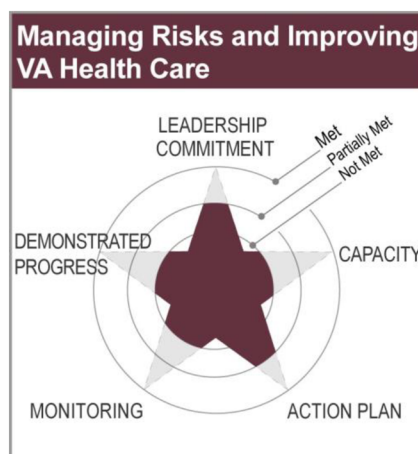 Managing Risks and Improving
VA Health Care
LEADERSHIP
COMMITMENT
Met
Partially Met
Not Met
DEMONSTRATED
PROGRESS
CAPACITY
MONITORING
ACTION PLAN